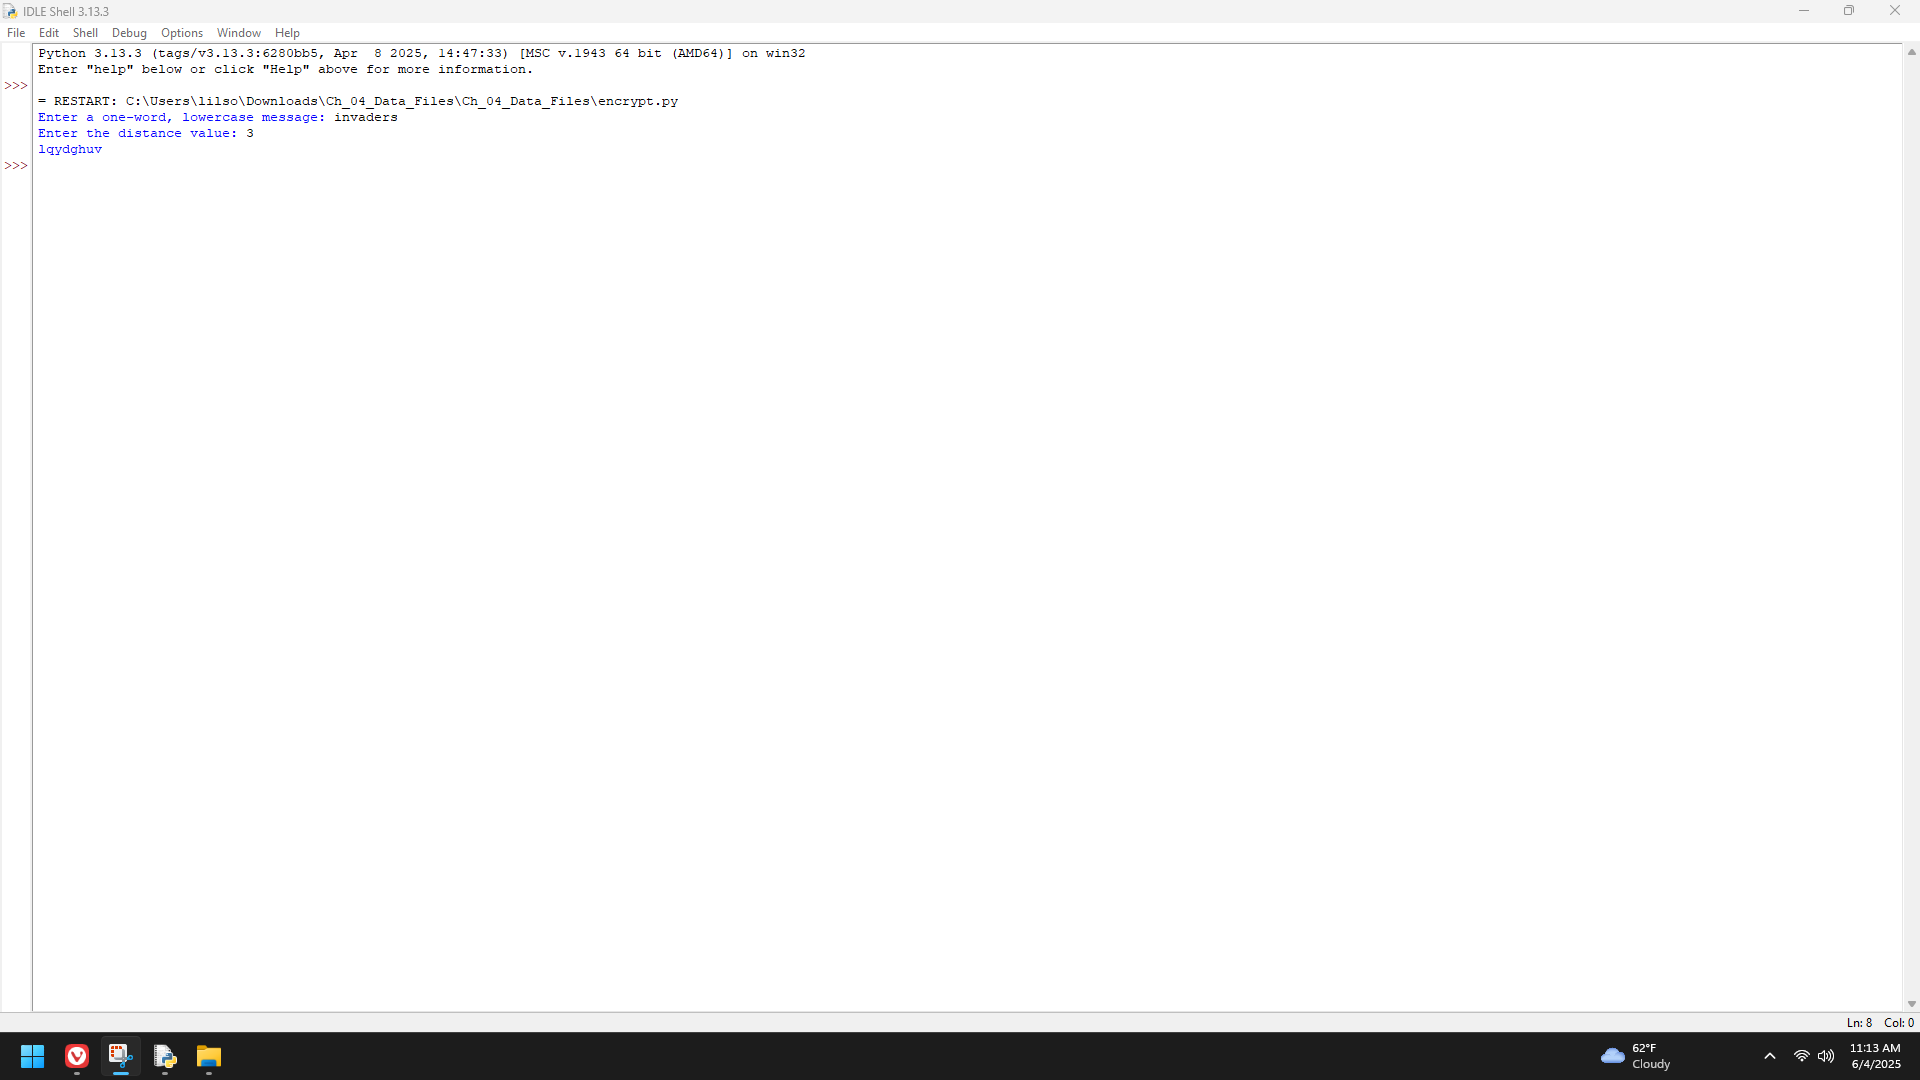 IDLE Shell 3.13.3
File Edit Shell Debug Options Window Help
Python 3.13.3 (tags/v3.13.3:6280bb5, Apr  8 2025, 14:47:33) [MSC v.1943 64 bit (AMD64)] on win32
Enter "help" below or click "Help" above for more information.
>>>
= RESTART: C:\Users\lilso\Downloads\Ch_04_Data_Files\Ch_04_Data_Files\encrypt.py
Enter a one-word, lowercase message: invaders
Enter the distance value: 3
lqydghuv
>>>
Ln: 8 Col: 0
62°F
Cloudy
11:13 AM
6/4/2025